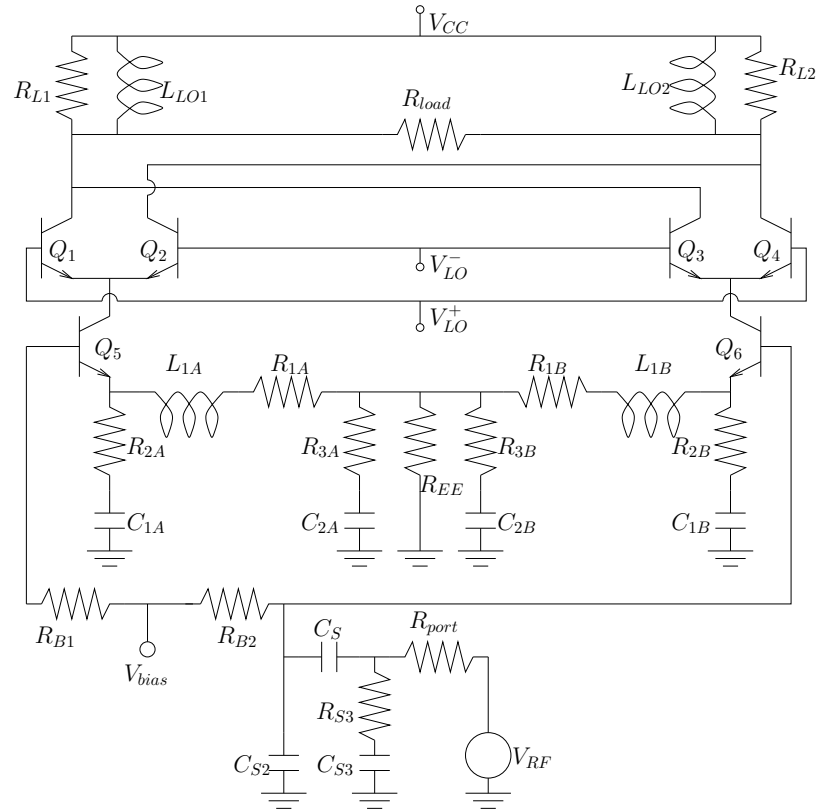 V_CC
R_L1
L_LO1
L_LO2
R_L2
R_load
Q_1
Q_2
Q_3
Q_4
V_LO^-
V_LO^+
Q_5
Q_6
L_1A
R_1A
R_1B
L_1B
R_2A
R_3A
R_EE
R_3B
R_2B
C_1A
C_2A
C_2B
C_1B
R_B1
R_B2
V_bias
C_S
R_port
R_S3
C_S2
C_S3
V_RF